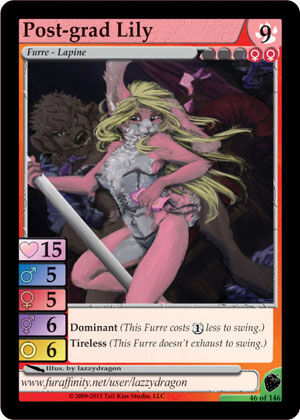 Post-grad Lily
9
Furre - Lapine
15
5
5
6
6
Dominant (This Furre costs 1 less to swing.)
Tireless (This Furre doesn't exhaust to swing.)
Illus. by lazzydragon
www.furaffinity.net/user/lazzydragon
46 of 146
© 2009-2013 Tail Kiss Studio, LLC